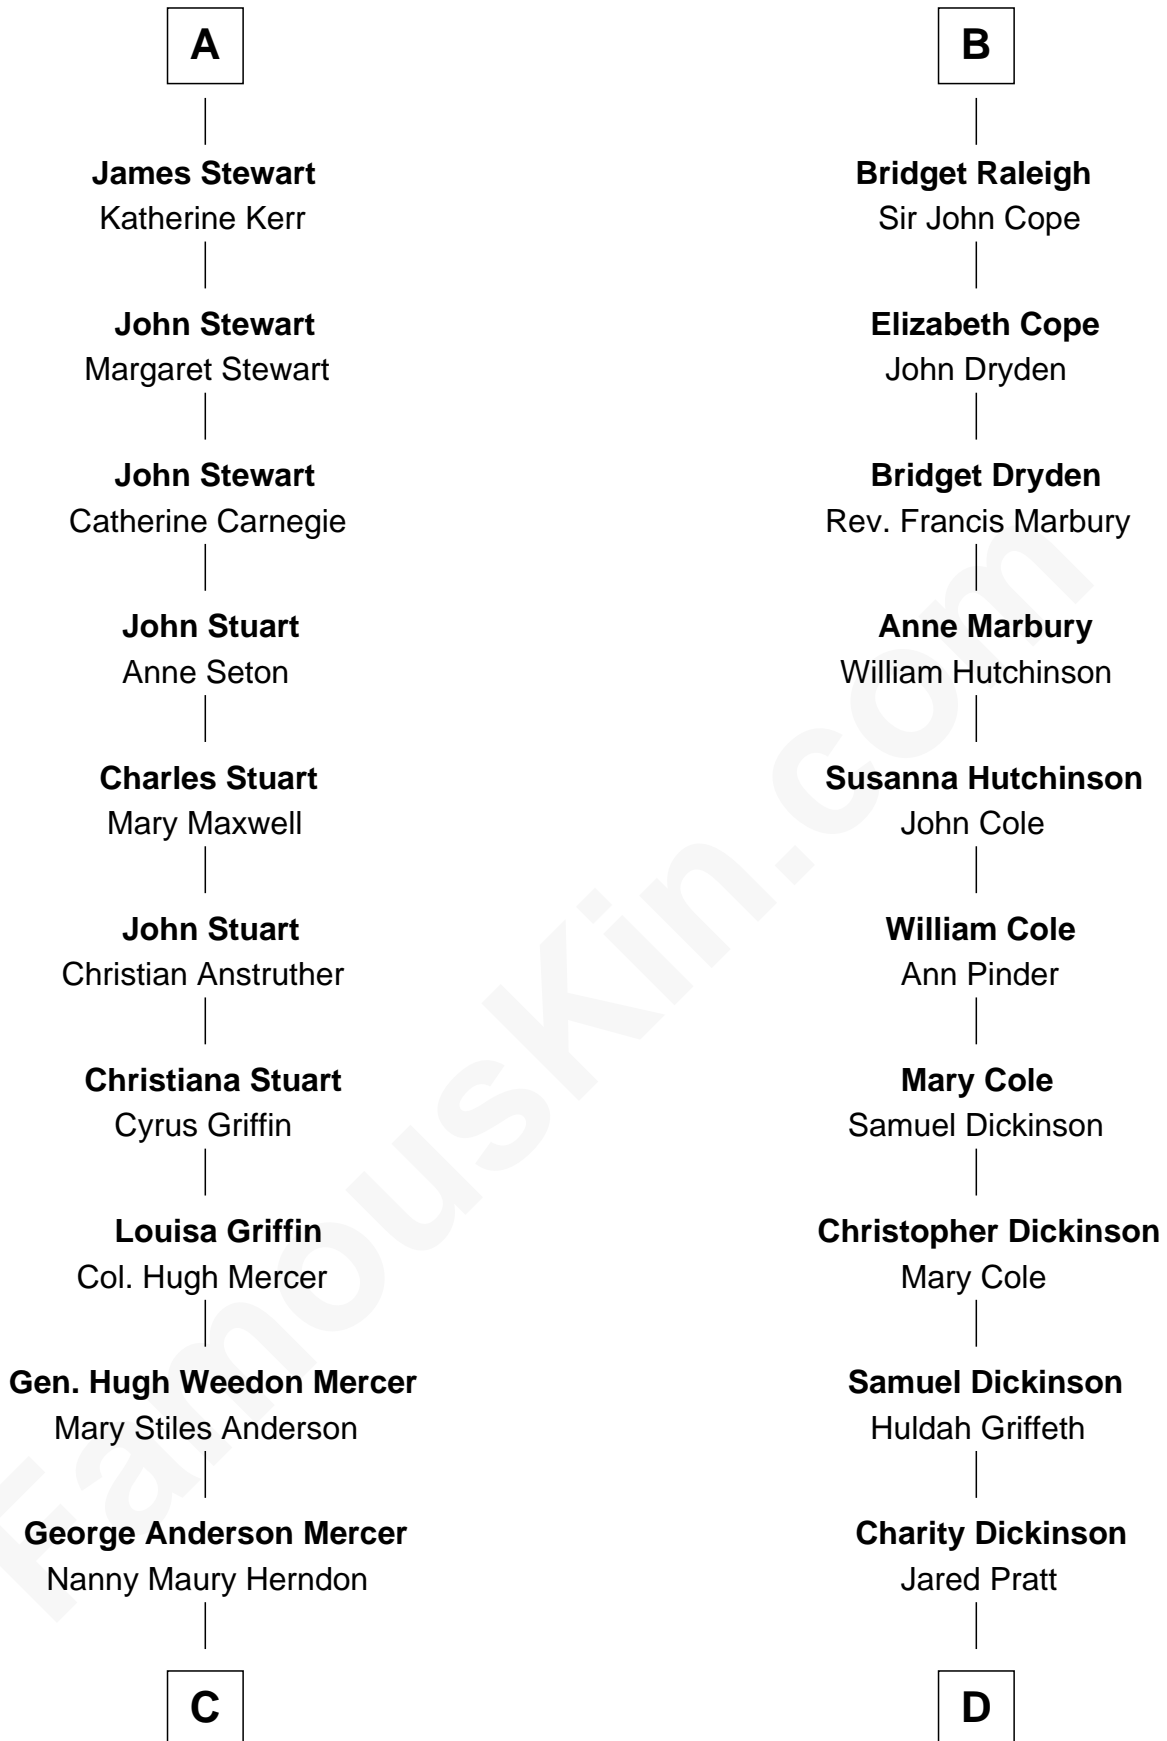 A
James Stewart
Katherine Kerr
John Stewart
Margaret Stewart
John Stewart
Catherine Carnegie
John Stuart
Anne Seton
Charles Stuart
Mary Maxwell
John Stuart
Christian Anstruther
Christiana Stuart
Cyrus Griffin
Louisa Griffin
Col. Hugh Mercer
Gen. Hugh Weedon Mercer
Mary Stiles Anderson
George Anderson Mercer
Nanny Maury Herndon
C
B
Bridget Raleigh
Sir John Cope
Elizabeth Cope
John Dryden
Bridget Dryden
Rev. Francis Marbury
Anne Marbury
William Hutchinson
Susanna Hutchinson
John Cole
William Cole
Ann Pinder
Mary Cole
Samuel Dickinson
Christopher Dickinson
Mary Cole
Samuel Dickinson
Huldah Griffeth
Charity Dickinson
Jared Pratt
D
FamousKin.com